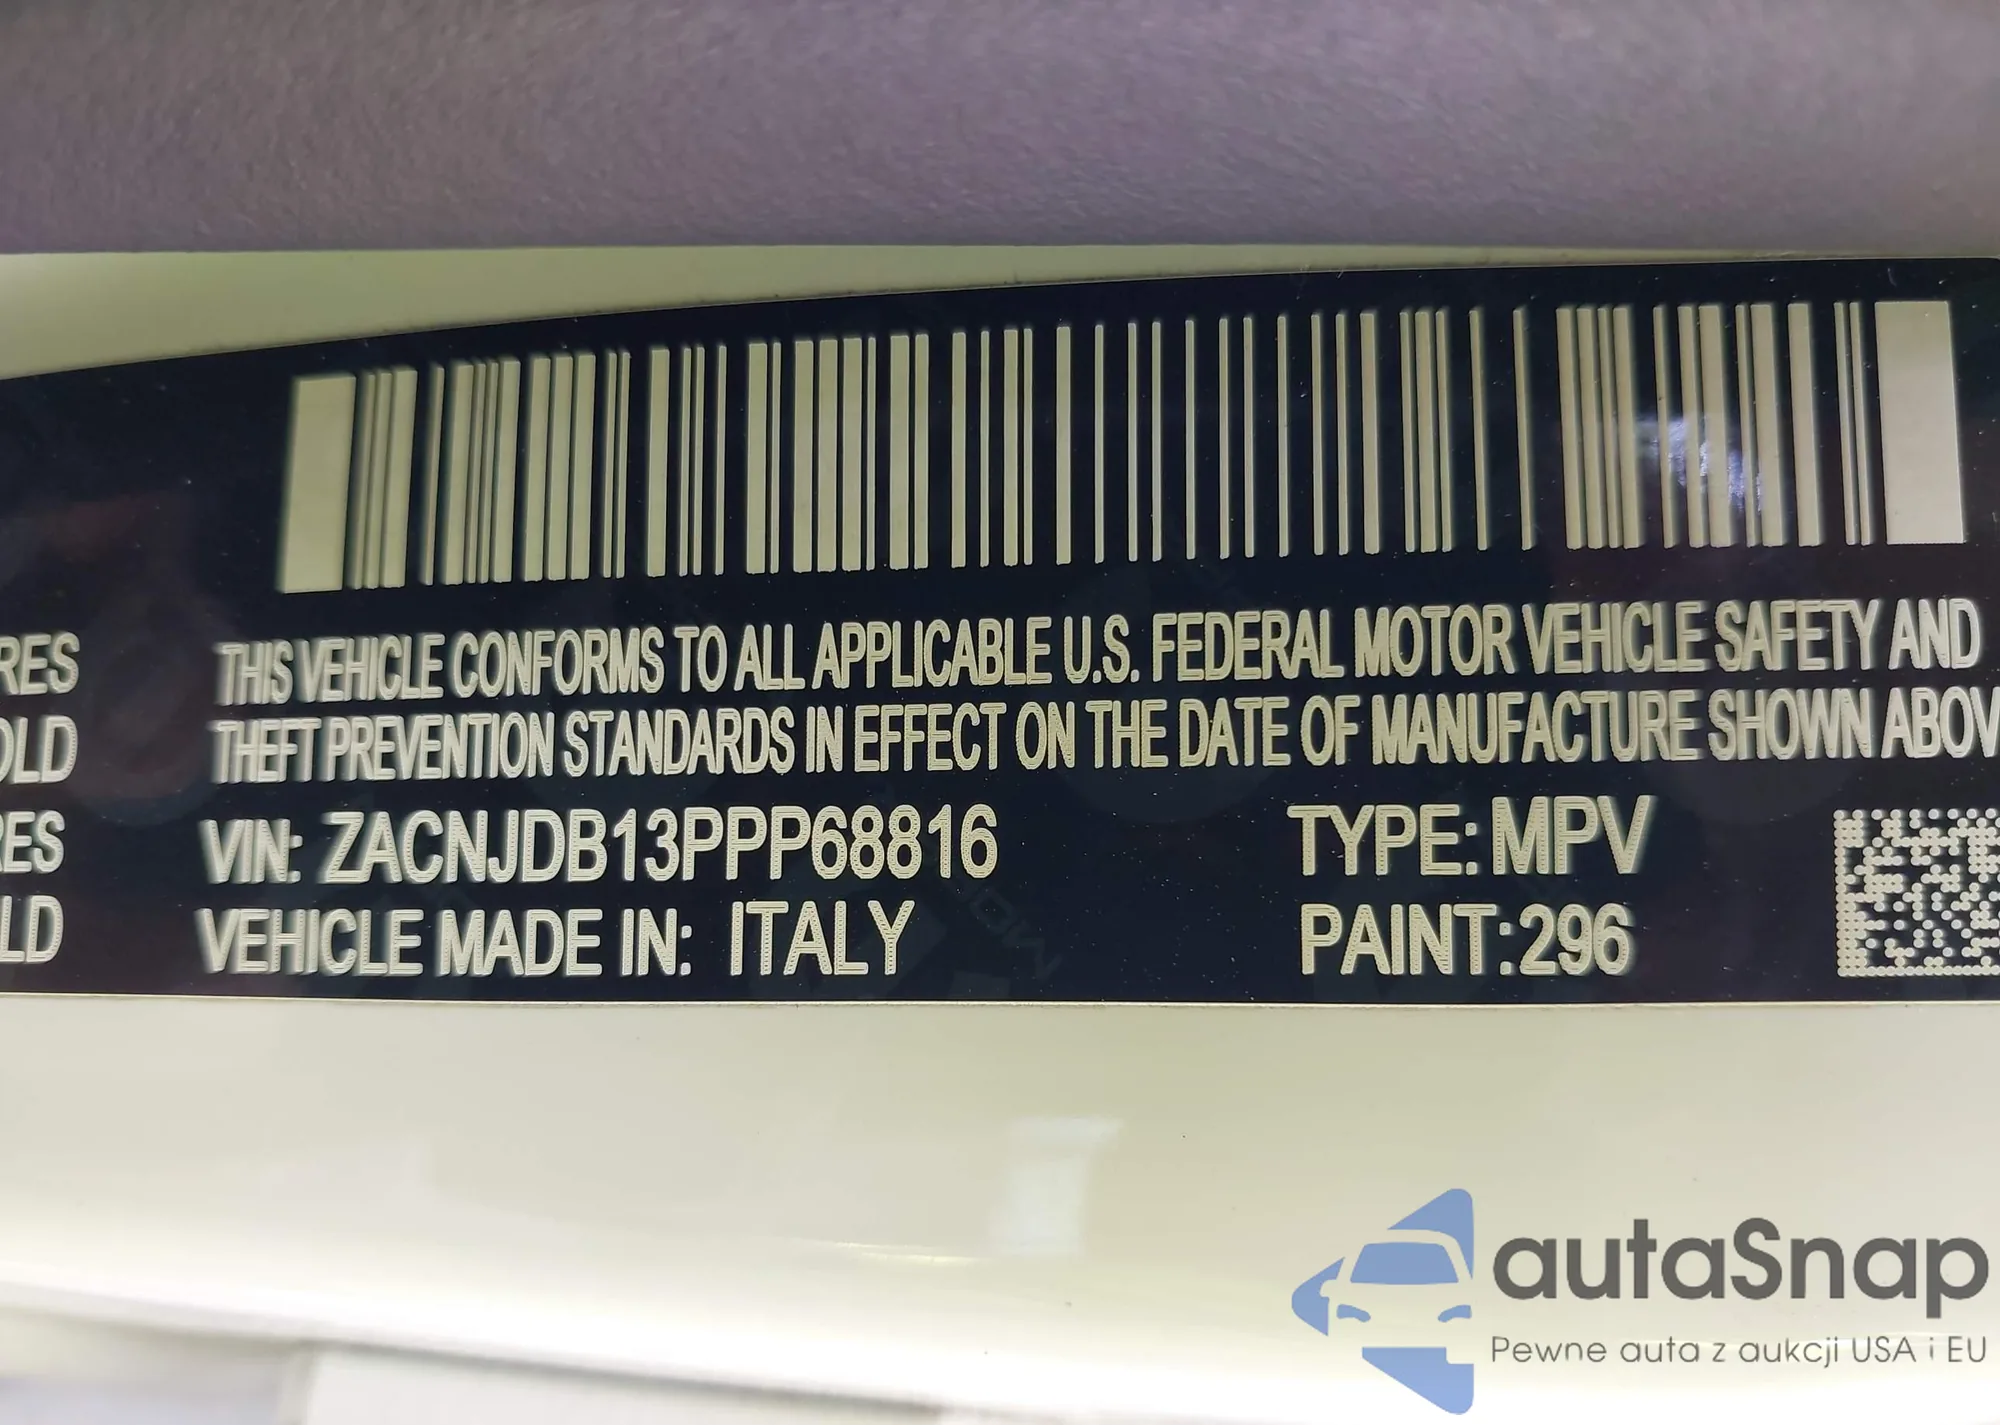 RES
OLD
RES
LD
THIS VEHICLE CONFORMS TO ALL APPLICABLE U.S. FEDERAL MOTOR VEHICLE SAFETY AND
THEFT PREVENTION STANDARDS IN EFFECT ON THE DATE OF MANUFACTURE SHOWN ABOV
VIN: ZACNJDB13PPP68816
TYPE: MPV
VEHICLE MADE IN: ITALY
PAINT:296
autaSnap
Pewne auta z aukcji USA i EU